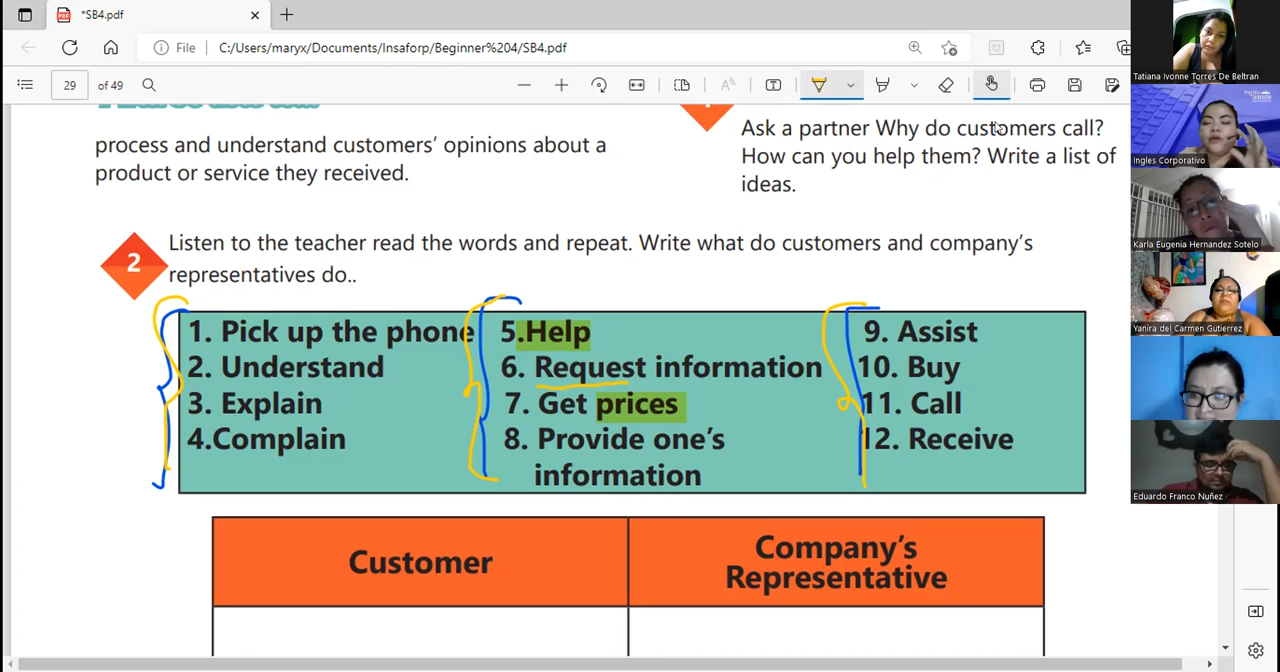 *SB4.pdf
File C:/Users/maryx/Documents/Insaforp/Beginner%204/SB4.pdf
29 of 49
process and understand customers' opinions about a
product or service they received.
Ask a partner Why do customers call?
How can you help them? Write a list of
ideas.
2
Listen to the teacher read the words and repeat. Write what do customers and company's
representatives do..
1. Pick up the phone
2. Understand
3. Explain
4.Complain
5.Help
6. Request information
7. Get prices
8. Provide one's
information
9. Assist
10. Buy
11. Call
12. Receive
Customer
Company's
Representative
Tatiana Ivonne Torres De Beltran
Ingles Corporativo
Karla Eugenia Hernandez Sotelo
Yanira del Carmen Gutierrez
Eduardo Franco Nuñez